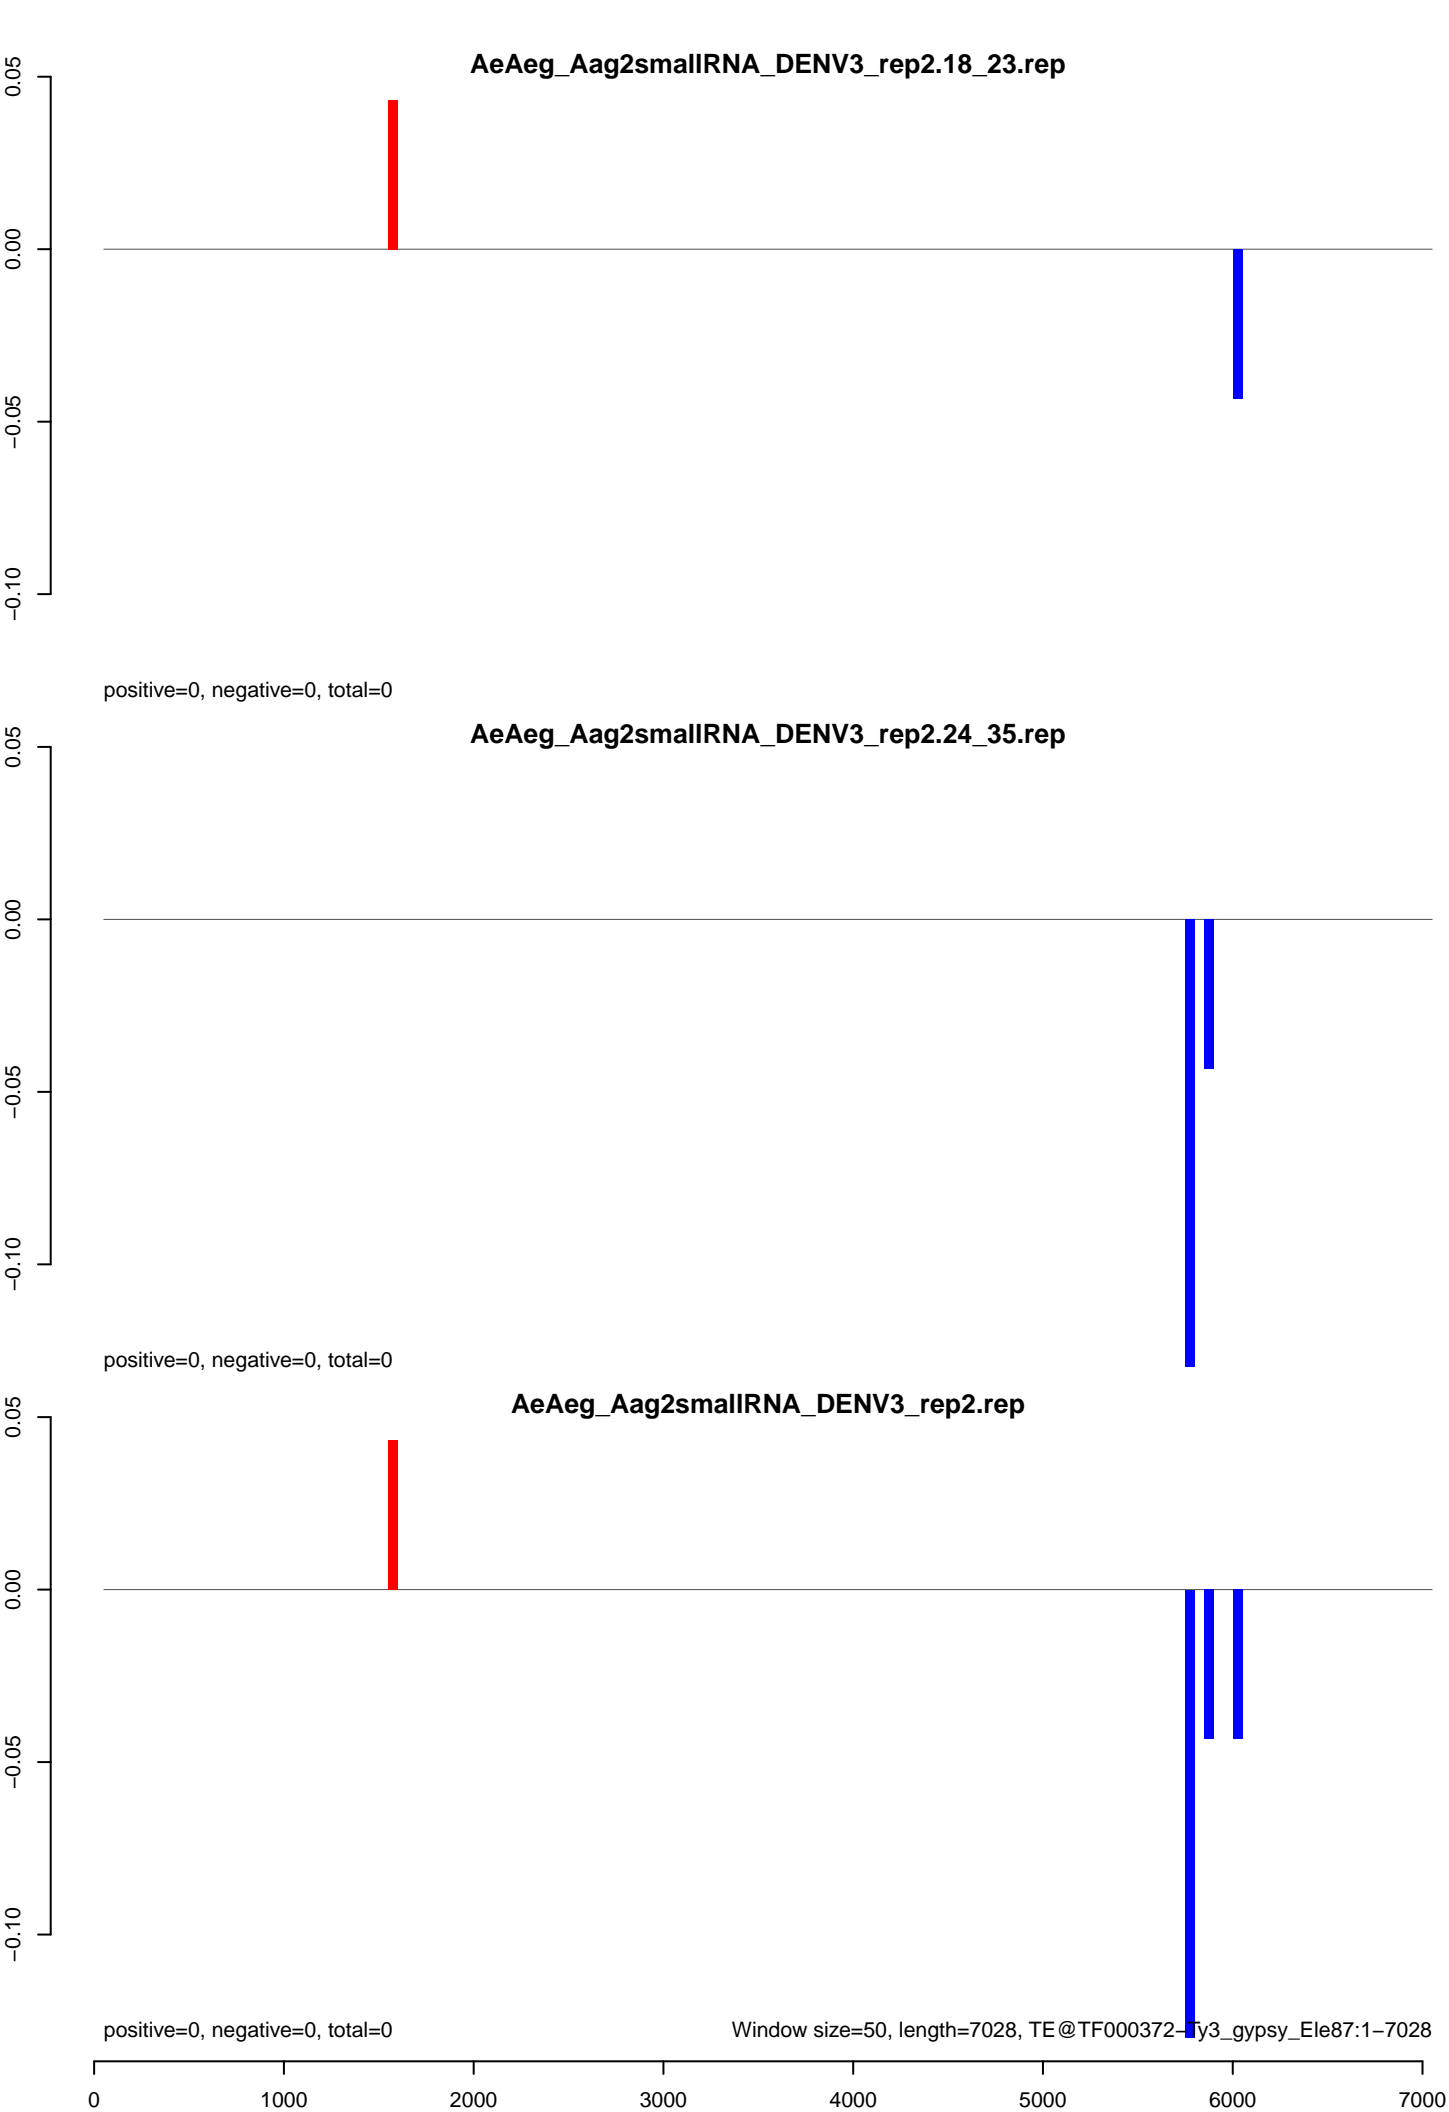 AeAeg_Aag2smallRNA_DENV3_rep2.18_23.rep
0.05
0.00
−0.05
−0.10
positive=0, negative=0, total=0
AeAeg_Aag2smallRNA_DENV3_rep2.24_35.rep
0.05
0.00
−0.05
−0.10
positive=0, negative=0, total=0
AeAeg_Aag2smallRNA_DENV3_rep2.rep
0.05
0.00
−0.05
−0.10
positive=0, negative=0, total=0
Window size=50, length=7028, TE@TF000372−Ty3_gypsy_Ele87:1−7028
0 1000 2000 3000 4000 5000 6000 7000